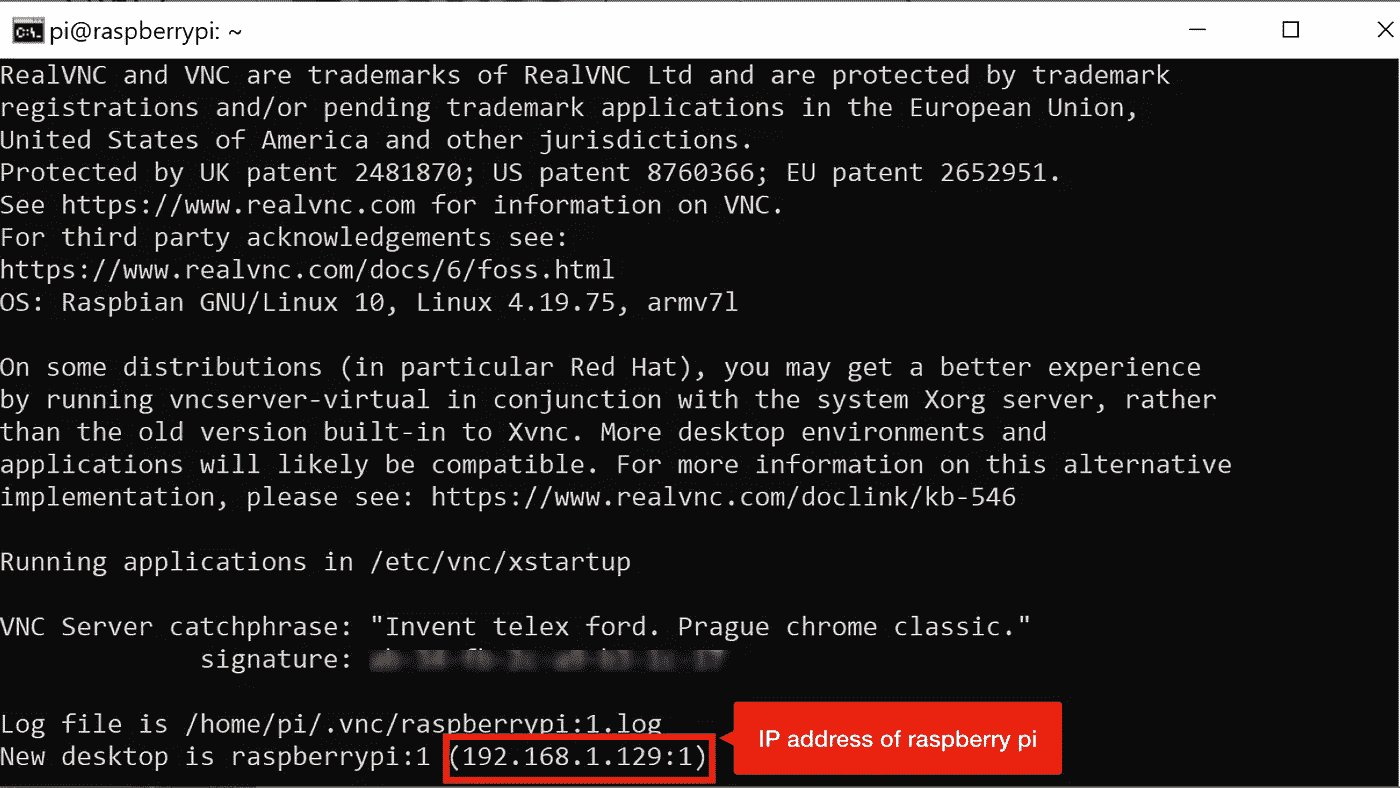 pi@raspberrypi: ~
RealVNC and VNC are trademarks of RealVNC Ltd and are protected by trademark
registrations and/or pending trademark applications in the European Union,
United States of America and other jurisdictions.
Protected by UK patent 2481870; US patent 8760366; EU patent 2652951.
See https://www.realvnc.com for information on VNC.
For third party acknowledgements see:
https://www.realvnc.com/docs/6/foss.html
OS: Raspbian GNU/Linux 10, Linux 4.19.75, armv7l
On some distributions (in particular Red Hat), you may get a better experience
by running vncserver-virtual in conjunction with the system Xorg server, rather
than the old version built-in to Xvnc. More desktop environments and
applications will likely be compatible. For more information on this alternative
implementation, please see: https://www.realvnc.com/doclink/kb-546
Running applications in /etc/vnc/xstartup
VNC Server catchphrase: "Invent telex ford. Prague chrome classic."
signature:
Log file is /home/pi/.vnc/raspberrypi:1.log
New desktop is raspberrypi:1 (192.168.1.129:1)
IP address of raspberry pi